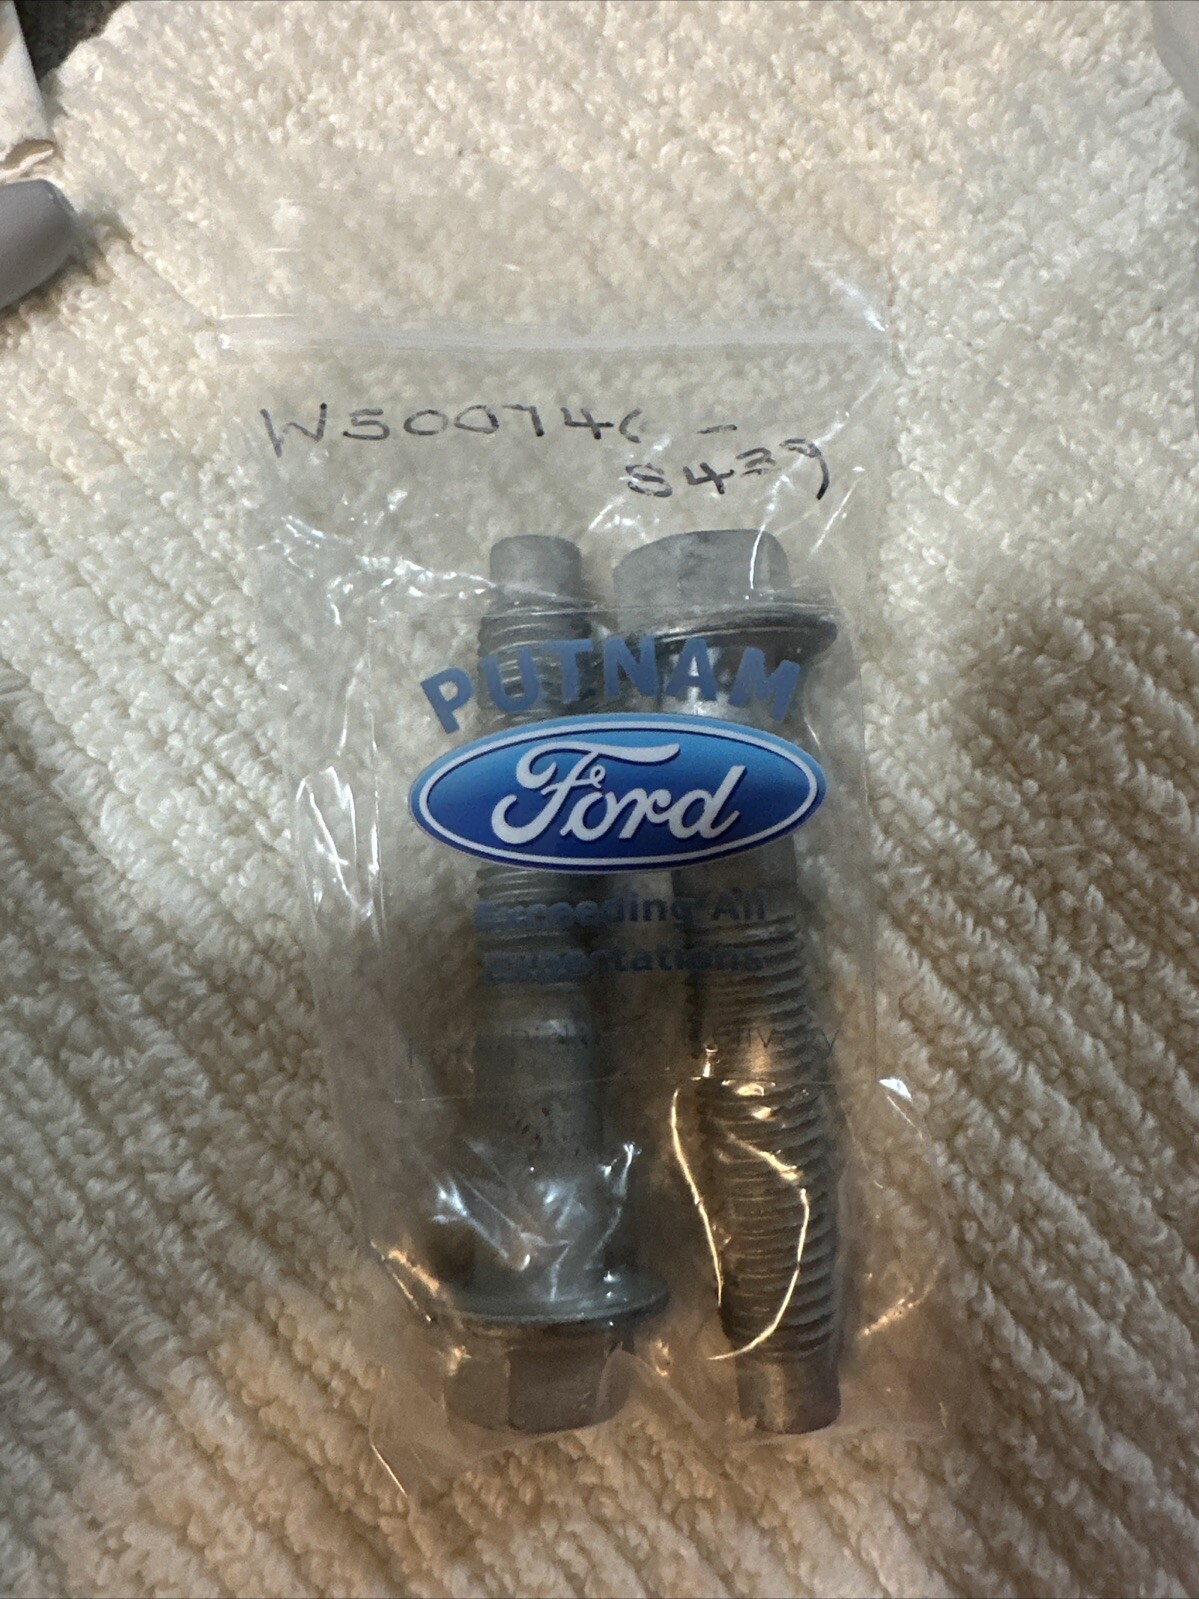 W500746 -
S439
PUTNAM
Ford
Exceeding All
Expectations